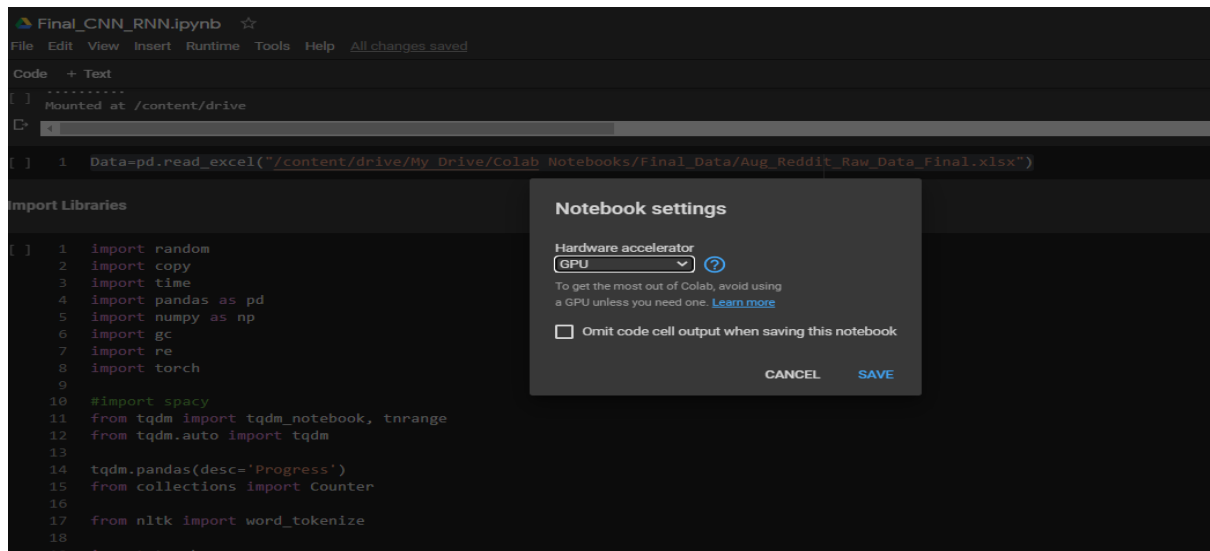 Final_CNN_RNN.ipynb
File Edit View Insert Runtime Tools Help All changes saved
Code + Text
[ ] Mounted at /content/drive
[ ] 1 Data=pd.read_excel("/content/drive/My Drive/Colab Notebooks/Final_Data/Aug_Reddit_Raw_Data_Final.xlsx")
Import Libraries
[ ] 1 import random
2 import copy
3 import time
4 import pandas as pd
5 import numpy as np
6 import gc
7 import re
8 import torch
9
10 #import spacy
11 from tqdm import tqdm_notebook, tnrange
12 from tqdm.auto import tqdm
13
14 tqdm.pandas(desc='Progress')
15 from collections import Counter
16
17 from nltk import word_tokenize
18
Notebook settings
Hardware accelerator
GPU ?
To get the most out of Colab, avoid using
a GPU unless you need one. Learn more
Omit code cell output when saving this notebook
CANCEL SAVE